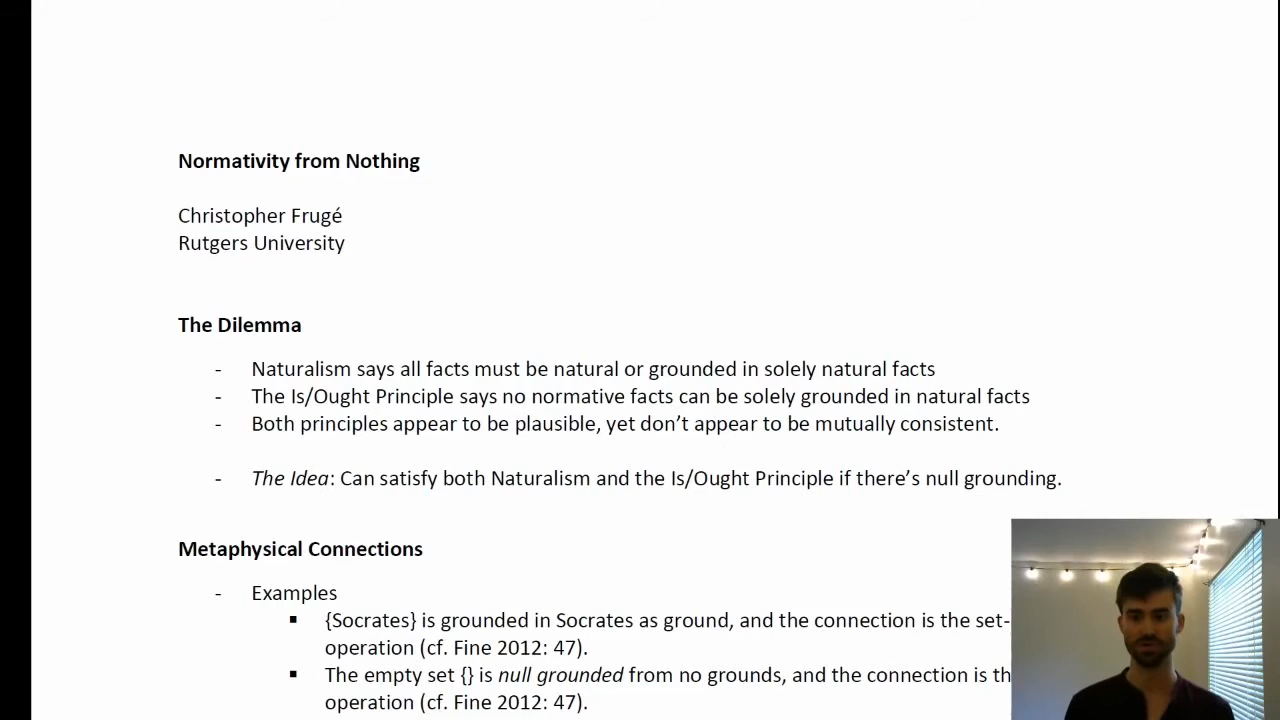 Normativity from Nothing
Christopher Frugé
Rutgers University
The Dilemma
- Naturalism says all facts must be natural or grounded in solely natural facts
- The Is/Ought Principle says no normative facts can be solely grounded in natural facts
- Both principles appear to be plausible, yet don’t appear to be mutually consistent.
- The Idea: Can satisfy both Naturalism and the Is/Ought Principle if there’s null grounding.
Metaphysical Connections
- Examples
▪ {Socrates} is grounded in Socrates as ground, and the connection is the set-
operation (cf. Fine 2012: 47).
▪ The empty set {} is null grounded from no grounds, and the connection is th
operation (cf. Fine 2012: 47).